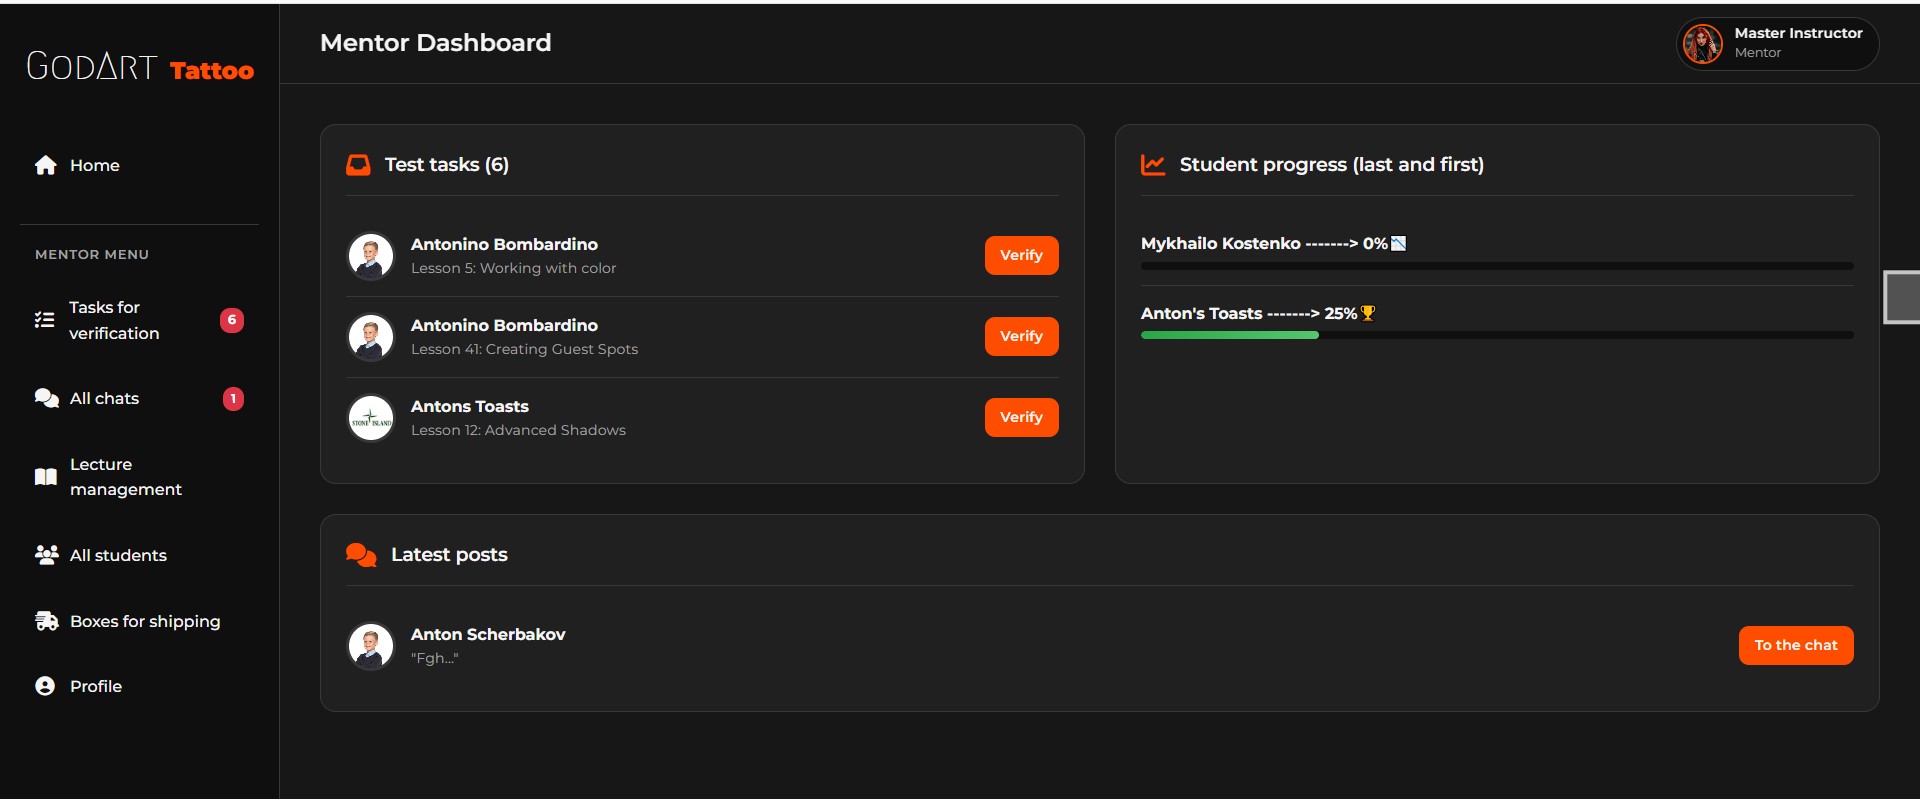 GODART Tattoo
Home
MENTOR MENU
Tasks for
verification
6
All chats
1
Lecture
management
All students
Boxes for shipping
Profile
Mentor Dashboard
Master Instructor
Mentor
Test tasks (6)
Antonino Bombardino
Lesson 5: Working with color
Verify
Antonino Bombardino
Lesson 41: Creating Guest Spots
Verify
STONE ISLAND
Antons Toasts
Lesson 12: Advanced Shadows
Verify
Student progress (last and first)
Mykhailo Kostenko -------> 0%📉
Anton's Toasts -------> 25%🏆
Latest posts
Anton Scherbakov
"Fgh..."
To the chat